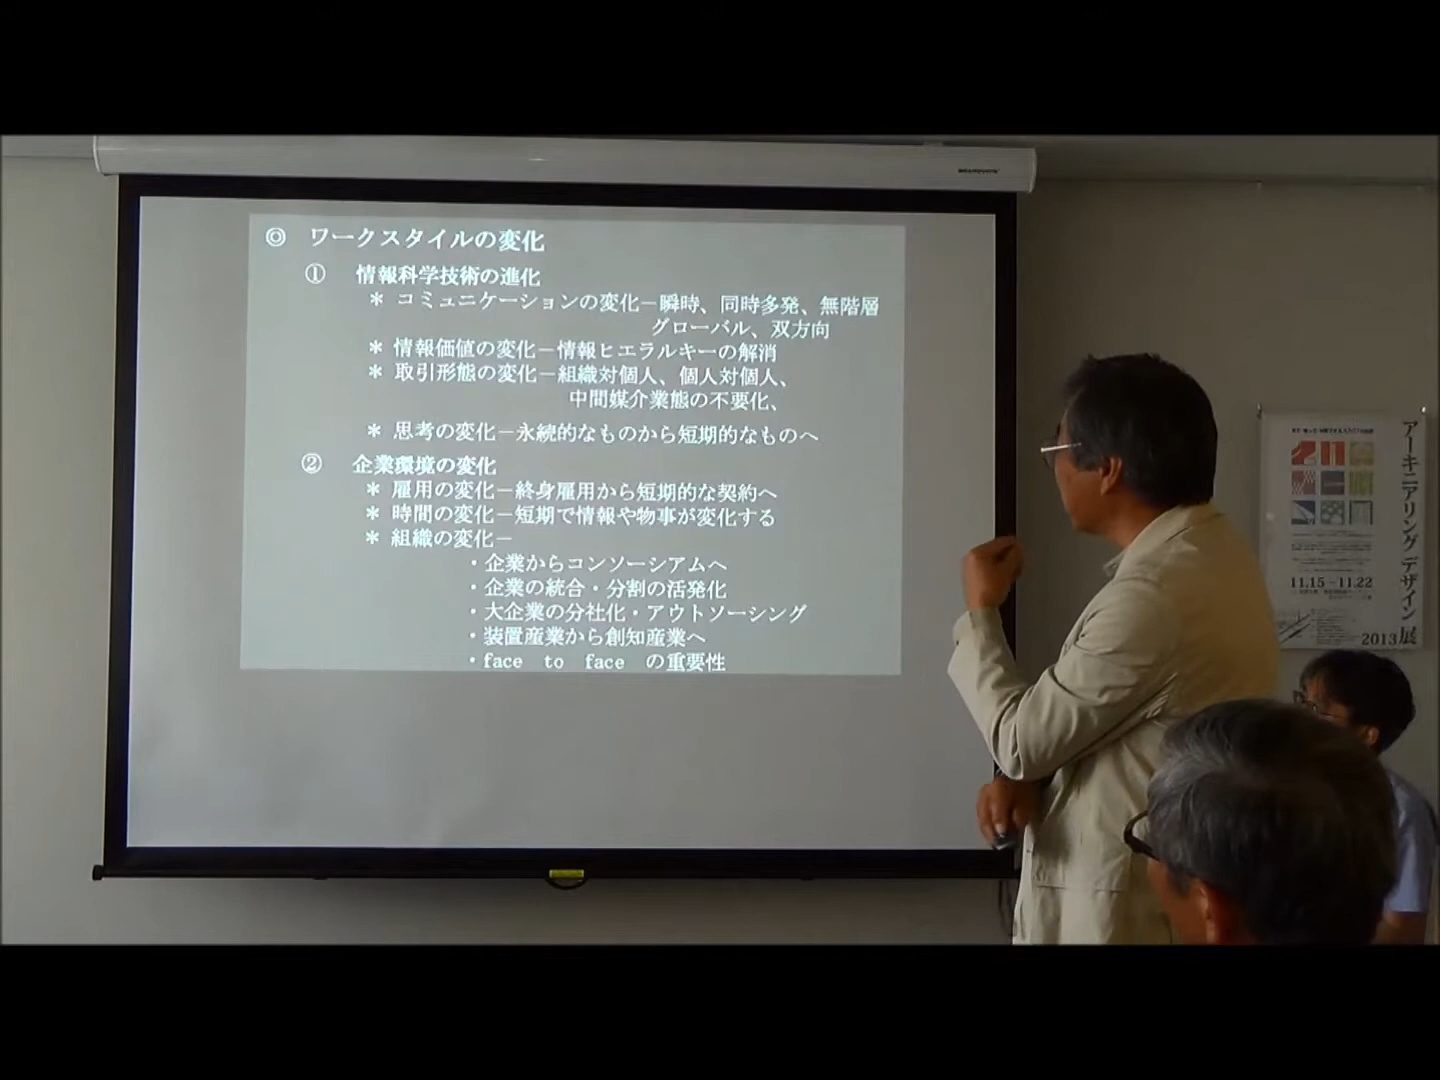 ◎ ワークスタイルの変化
① 情報科学技術の進化
＊ コミュニケーションの変化－瞬時、同時多発、無階層
グローバル、双方向
＊ 情報価値の変化－情報ヒエラルキーの解消
＊ 取引形態の変化－組織対個人、個人対個人、
中間媒介業態の不要化、
＊ 思考の変化－永続的なものから短期的なものへ
② 企業環境の変化
＊ 雇用の変化－終身雇用から短期的な契約へ
＊ 時間の変化－短期で情報や物事が変化する
＊ 組織の変化－
・企業からコンソーシアムへ
・企業の統合・分割の活発化
・大企業の分社化・アウトソーシング
・装置産業から創知産業へ
・face to face の重要性
アーキニアリング デザイン展
11.15－11.22
2013